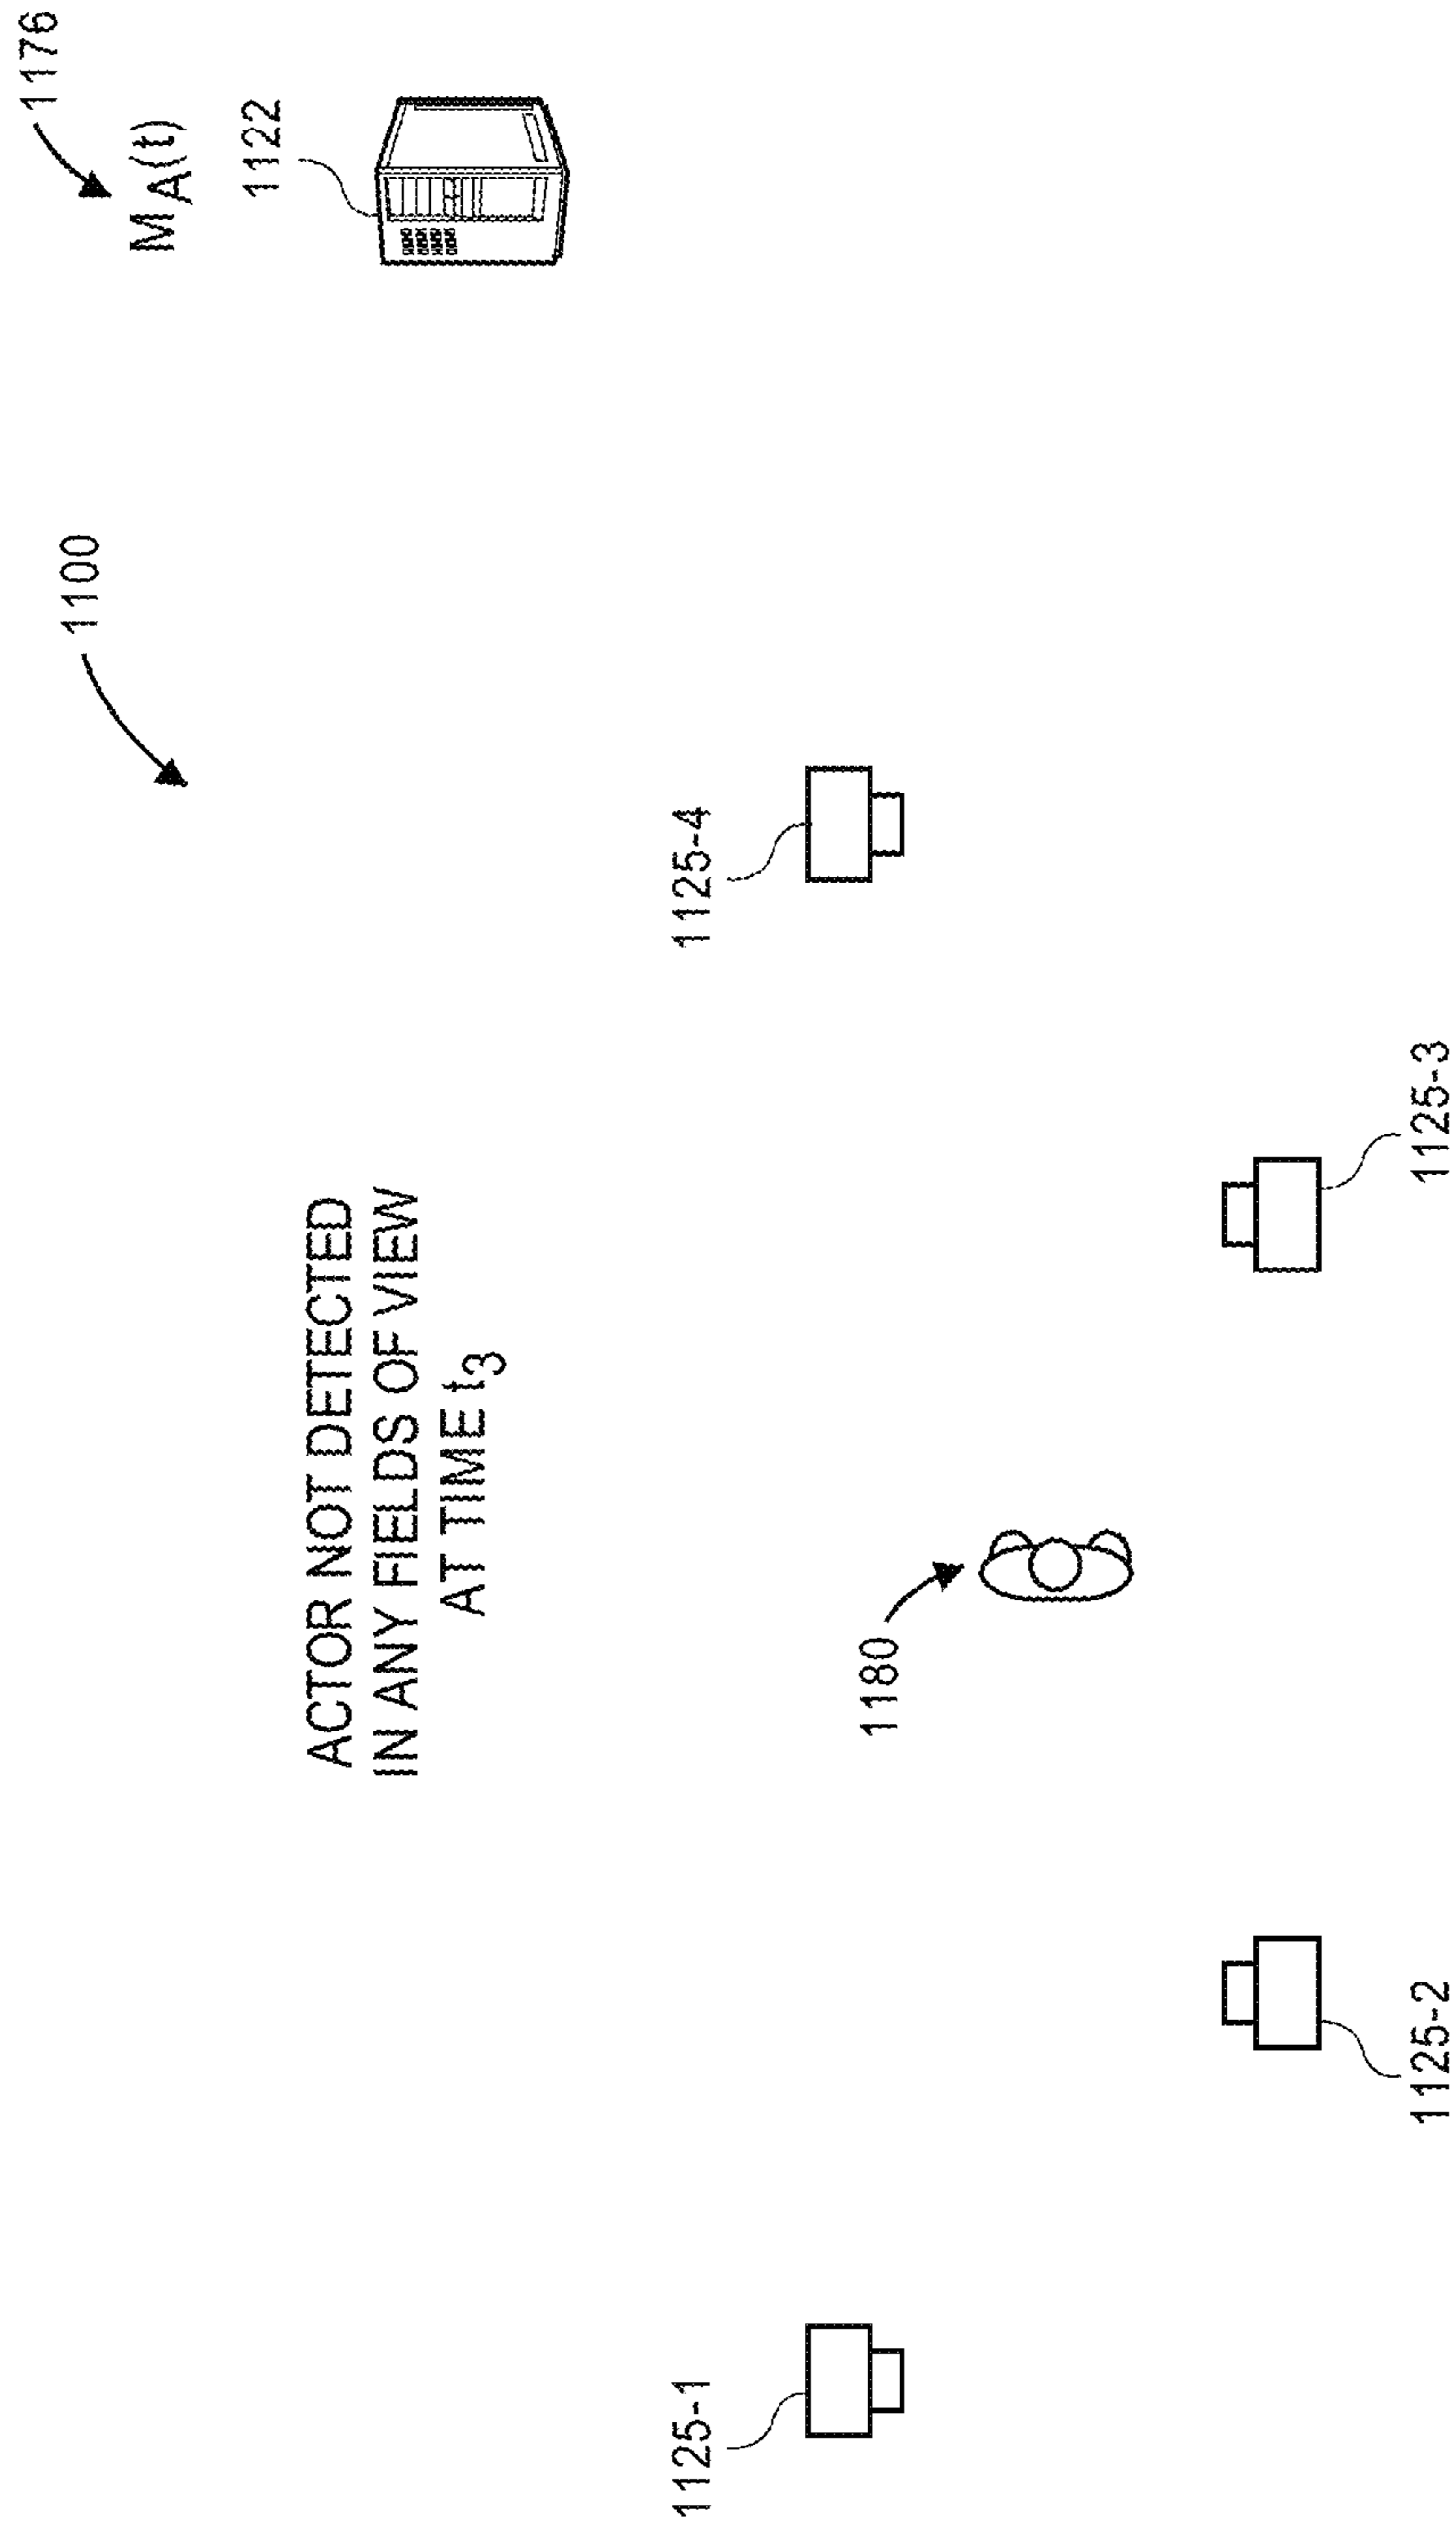 1176
M_A(t)
1100
1122
ACTOR NOT DETECTED
IN ANY FIELDS OF VIEW
AT TIME t₃
1125-1
1125-4
1180
1125-2
1125-3